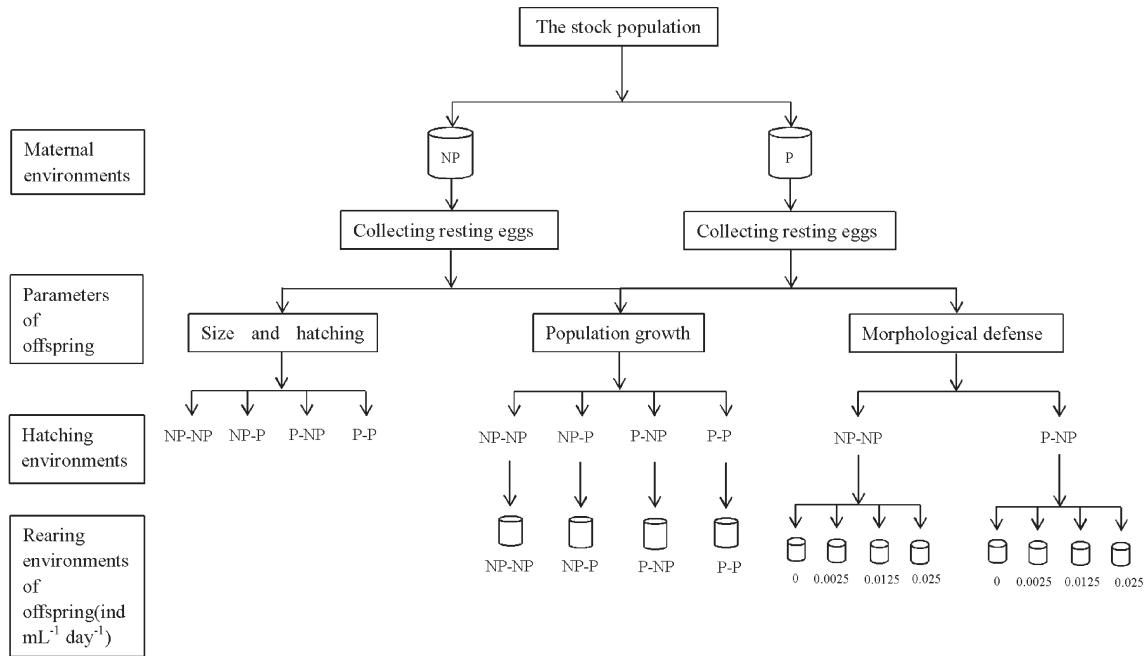 The stock population
Maternal
environments
NP
P
Collecting resting eggs
Collecting resting eggs
Parameters
of
offspring
Size and hatching
Population growth
Morphological defense
Hatching
environments
NP-NP
NP-P
P-NP
P-P
NP-NP
NP-P
P-NP
P-P
NP-NP
P-NP
Rearing
environments
of
offspring(ind
mL⁻¹ day⁻¹)
NP-NP
NP-P
P-NP
P-P
0
0.0025
0.0125
0.025
0
0.0025
0.0125
0.025